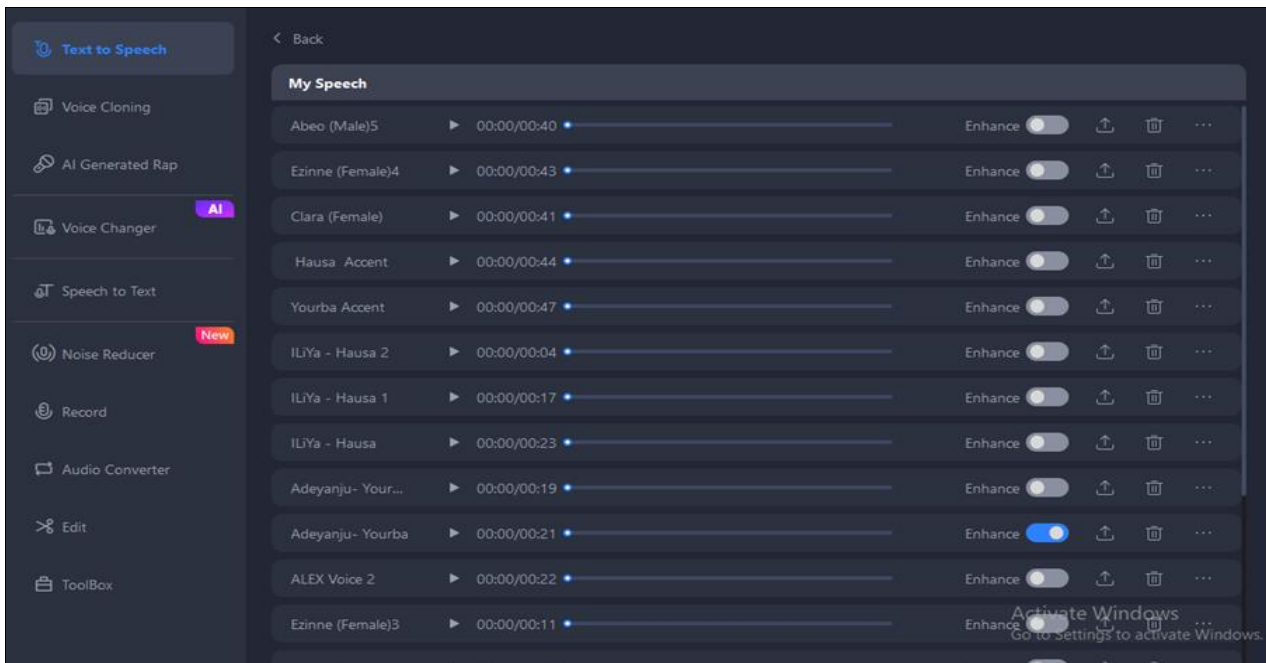 Text to Speech
Voice Cloning
AI Generated Rap
AI
Voice Changer
Speech to Text
New
Noise Reducer
Record
Audio Converter
Edit
ToolBox
Back
My Speech
Abeo (Male)5 00:00/00:40 Enhance ...
Ezinne (Female)4 00:00/00:43 Enhance ...
Clara (Female) 00:00/00:41 Enhance ...
Hausa Accent 00:00/00:44 Enhance ...
Yourba Accent 00:00/00:47 Enhance ...
ILiYa - Hausa 2 00:00/00:04 Enhance ...
ILiYa - Hausa 1 00:00/00:17 Enhance ...
ILiYa - Hausa 00:00/00:23 Enhance ...
Adeyanju- Your... 00:00/00:19 Enhance ...
Adeyanju- Yourba 00:00/00:21 Enhance ...
ALEX Voice 2 00:00/00:22 Enhance ...
Ezinne (Female)3 00:00/00:11 Enhance ...
Activate Windows
Go to Settings to activate Windows.